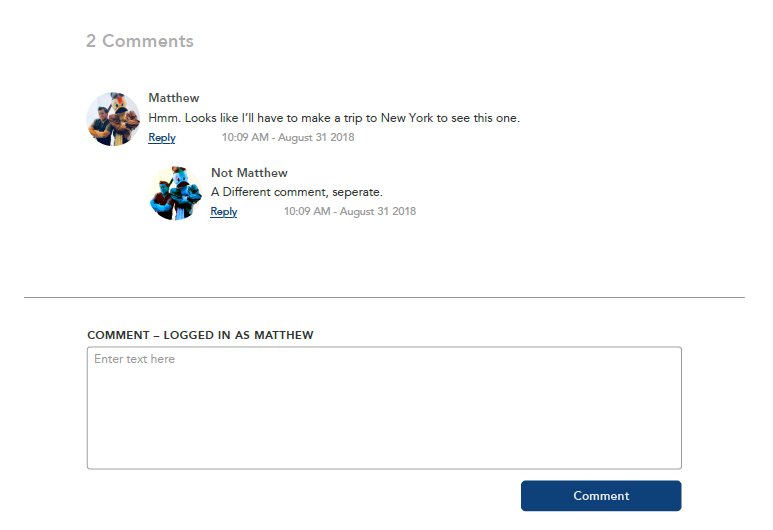 2 Comments
Matthew
Hmm. Looks like I'll have to make a trip to New York to see this one.
Reply 10:09 AM - August 31 2018
Not Matthew
A Different comment, seperate.
Reply 10:09 AM - August 31 2018
COMMENT – LOGGED IN AS MATTHEW
Enter text here
Comment